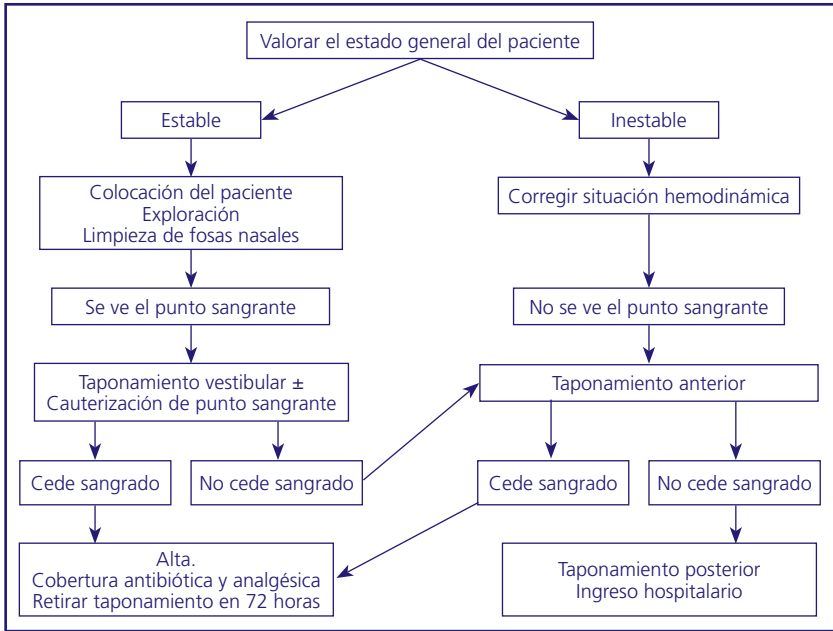 Valorar el estado general del paciente
Estable
Inestable
Colocación del paciente
Exploración
Limpieza de fosas nasales
Corregir situación hemodinámica
Se ve el punto sangrante
No se ve el punto sangrante
Taponamiento vestibular ±
Cauterización de punto sangrante
Taponamiento anterior
Cede sangrado
No cede sangrado
Cede sangrado
No cede sangrado
Alta.
Cobertura antibiótica y analgésica
Retirar taponamiento en 72 horas
Taponamiento posterior
Ingreso hospitalario